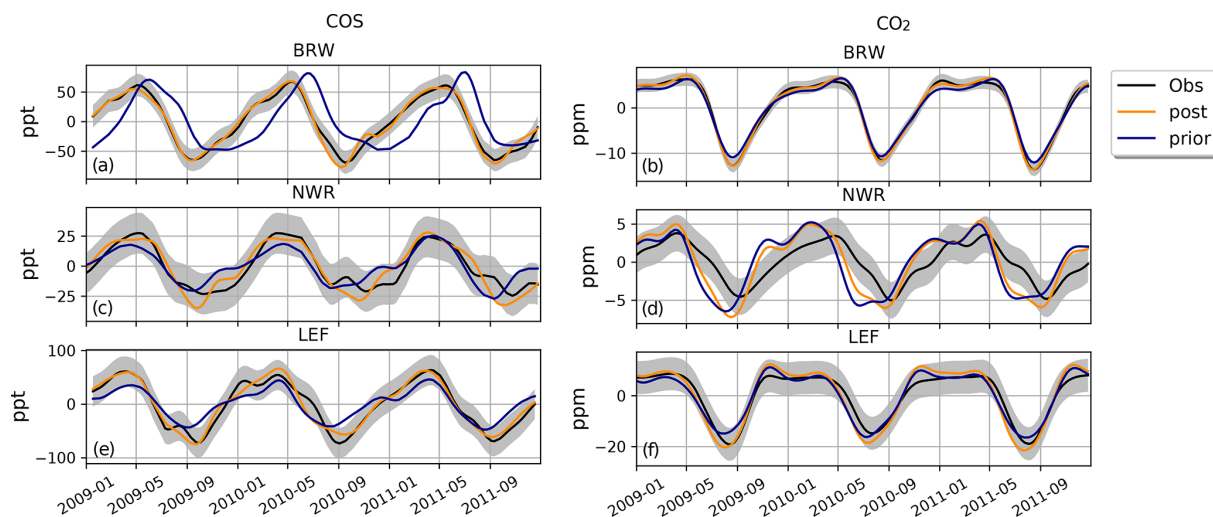 COS
CO2
BRW
BRW
ppt
50
0
−50
(a)
ppm
0
−10
(b)
Obs
post
prior
NWR
NWR
ppt
25
0
−25
(c)
ppm
5
0
−5
(d)
LEF
LEF
ppt
100
0
−100
(e)
ppm
0
−20
(f)
2009-01 2009-05 2009-09 2010-01 2010-05 2010-09 2011-01 2011-05 2011-09
2009-01 2009-05 2009-09 2010-01 2010-05 2010-09 2011-01 2011-05 2011-09